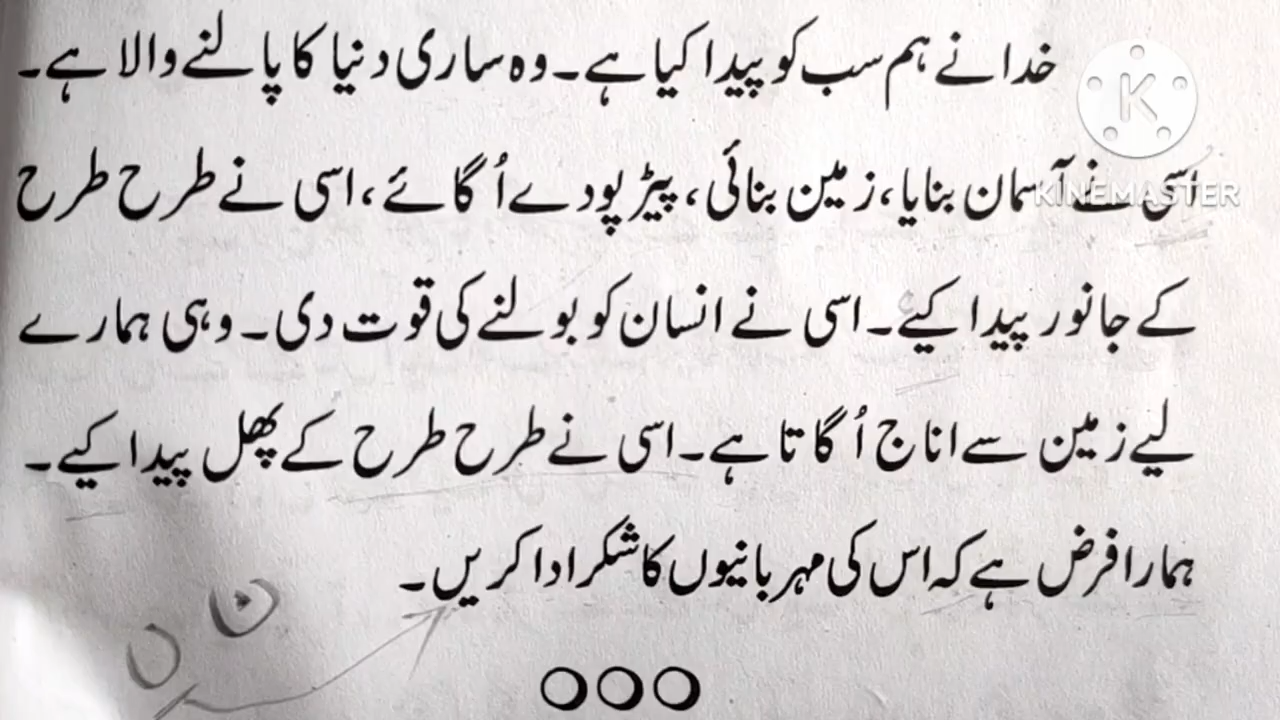 خدا نے ہم سب کو پیدا کیا ہے۔ وہ ساری دنیا کا پالنے والا ہے۔
K
KINEMASTER
اسی نے آسمان بنایا، زمین بنائی، پیڑ پودے اُگائے، اسی نے طرح طرح
کے جانور پیدا کیے۔ اسی نے انسان کو بولنے کی قوت دی۔ وہی ہمارے
لیے زمین سے اناج اُگاتا ہے۔ اسی نے طرح طرح کے پھل پیدا کیے۔
ہمارا فرض ہے کہ اس کی مہربانیوں کا شکر ادا کریں۔